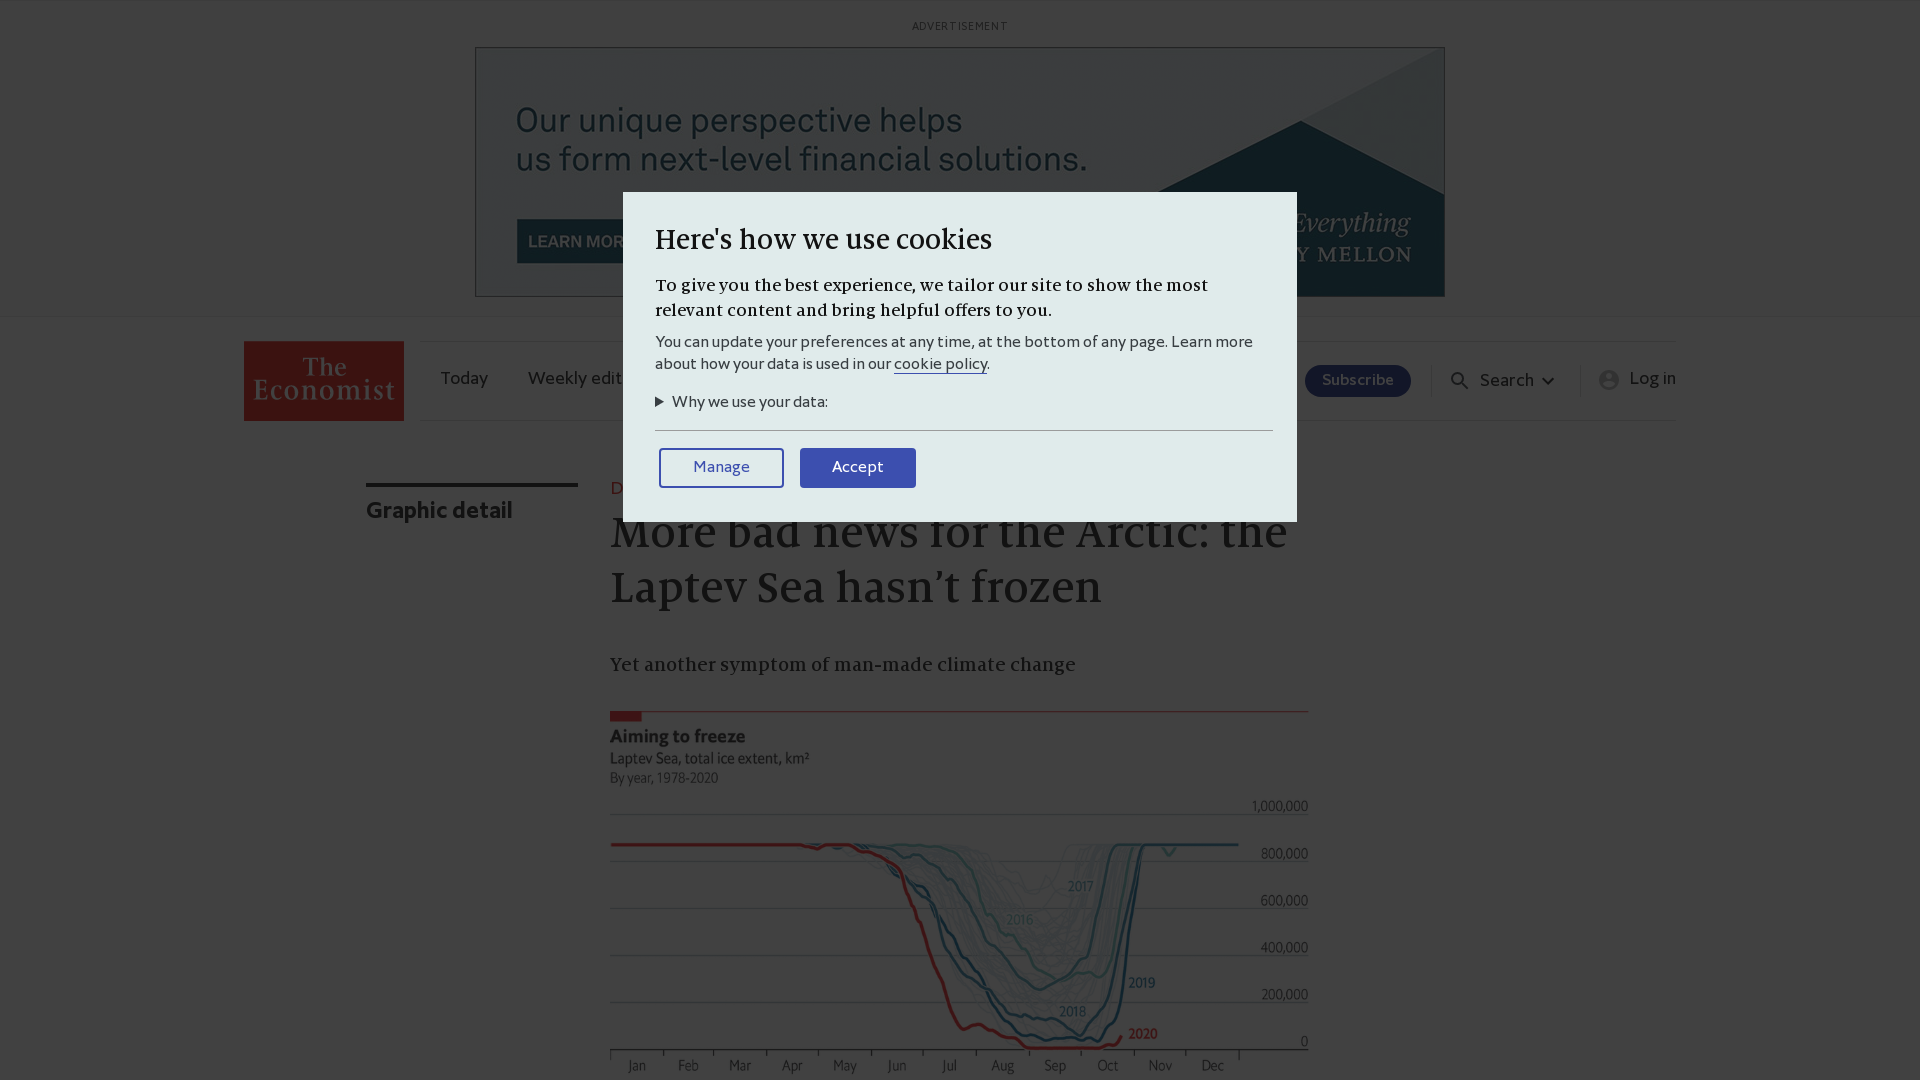 ADVERTISEMENT
Our unique perspective helps
us form next-level financial solutions.
LEARN
Everything
MELLON
Here's how we use cookies
To give you the best experience, we tailor our site to show the most
relevant content and bring helpful offers to you.
You can update your preferences at any time, at the bottom of any page. Learn more
about how your data is used in our cookie policy.
Why we use your data:
Manage
Accept
The
Economist
Today
Weekly
Subscribe
Search
Log in
Graphic detail
More bad news for the Arctic: the
Laptev Sea hasn’t frozen
Yet another symptom of man-made climate change
Aiming to freeze
Laptev Sea, total ice extent, km²
By year, 1978-2020
1,000,000
800,000
2017
600,000
2016
400,000
2019
200,000
2018
2020
0
Jan Feb Mar Apr May Jun Jul Aug Sep Oct Nov Dec